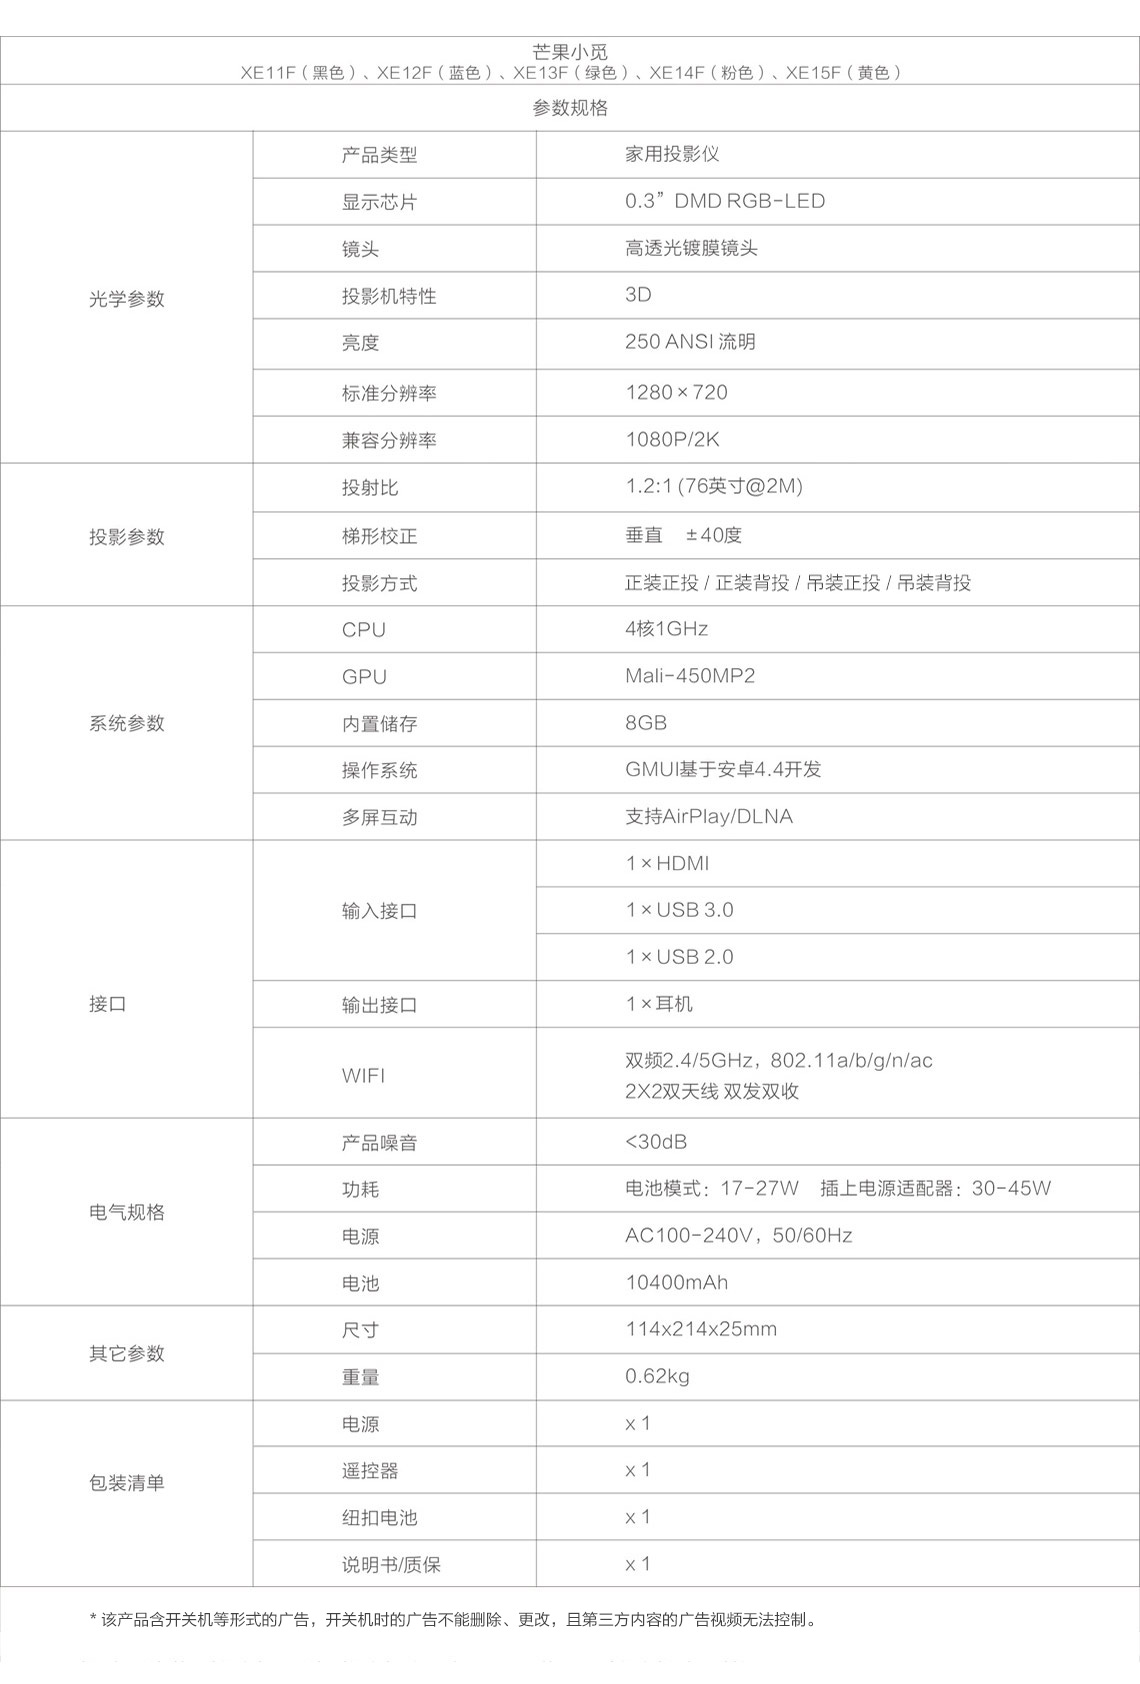 芒果小觅
XE11F（黑色）、XE12F（蓝色）、XE13F（绿色）、XE14F（粉色）、XE15F（黄色）
参数规格
光学参数
产品类型 家用投影仪
显示芯片 0.3” DMD RGB-LED
镜头 高透光镀膜镜头
投影机特性 3D
亮度 250 ANSI 流明
标准分辨率 1280×720
兼容分辨率 1080P/2K
投影参数
投射比 1.2:1 (76英寸@2M)
梯形校正 垂直 ±40度
投影方式 正装正投 / 正装背投 / 吊装正投 / 吊装背投
系统参数
CPU 4核1GHz
GPU Mali-450MP2
内置储存 8GB
操作系统 GMUI基于安卓4.4开发
多屏互动 支持AirPlay/DLNA
接口
输入接口 1×HDMI
1×USB 3.0
1×USB 2.0
输出接口 1×耳机
WIFI 双频2.4/5GHz，802.11a/b/g/n/ac
2X2双天线 双发双收
电气规格
产品噪音 <30dB
功耗 电池模式：17-27W 插上电源适配器：30-45W
电源 AC100-240V，50/60Hz
电池 10400mAh
其它参数
尺寸 114x214x25mm
重量 0.62kg
包装清单
电源 x 1
遥控器 x 1
纽扣电池 x 1
说明书/质保 x 1
* 该产品含开关机等形式的广告，开关机时的广告不能删除、更改，且第三方内容的广告视频无法控制。